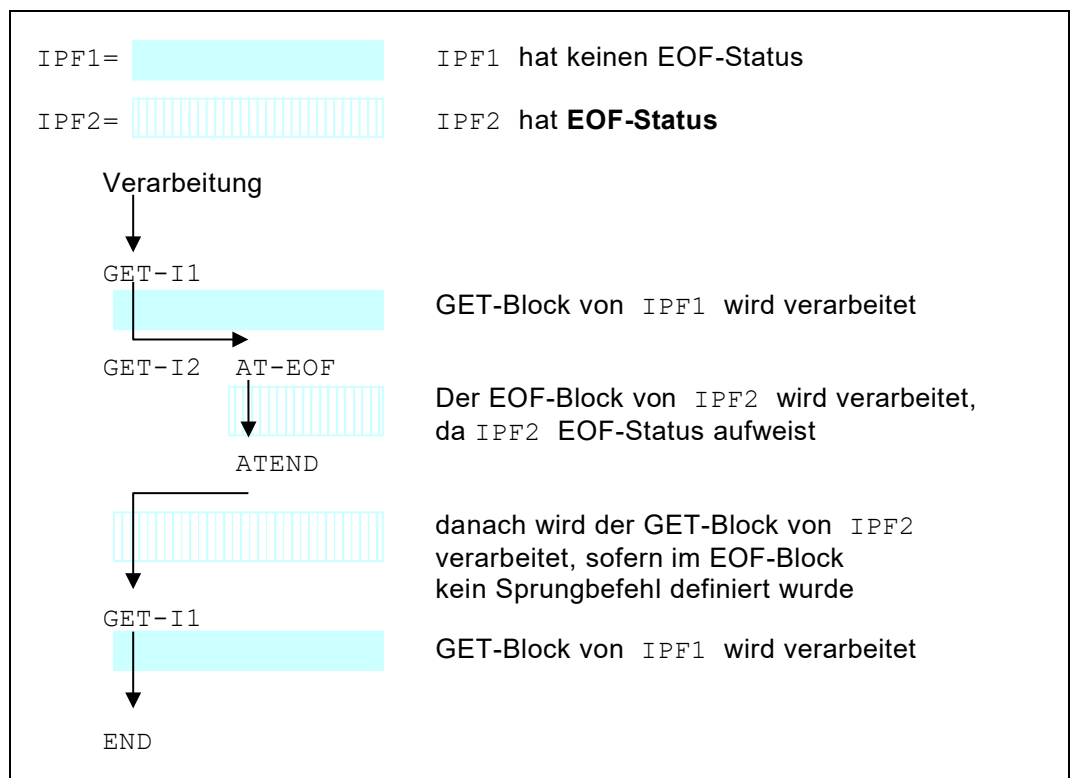 IPF1= IPF1 hat keinen EOF-Status
IPF2= IPF2 hat EOF-Status
Verarbeitung
GET-I1
GET-Block von IPF1 wird verarbeitet
GET-I2 AT-EOF
Der EOF-Block von IPF2 wird verarbeitet,
da IPF2 EOF-Status aufweist
ATEND
danach wird der GET-Block von IPF2
verarbeitet, sofern im EOF-Block
kein Sprungbefehl definiert wurde
GET-I1
GET-Block von IPF1 wird verarbeitet
END